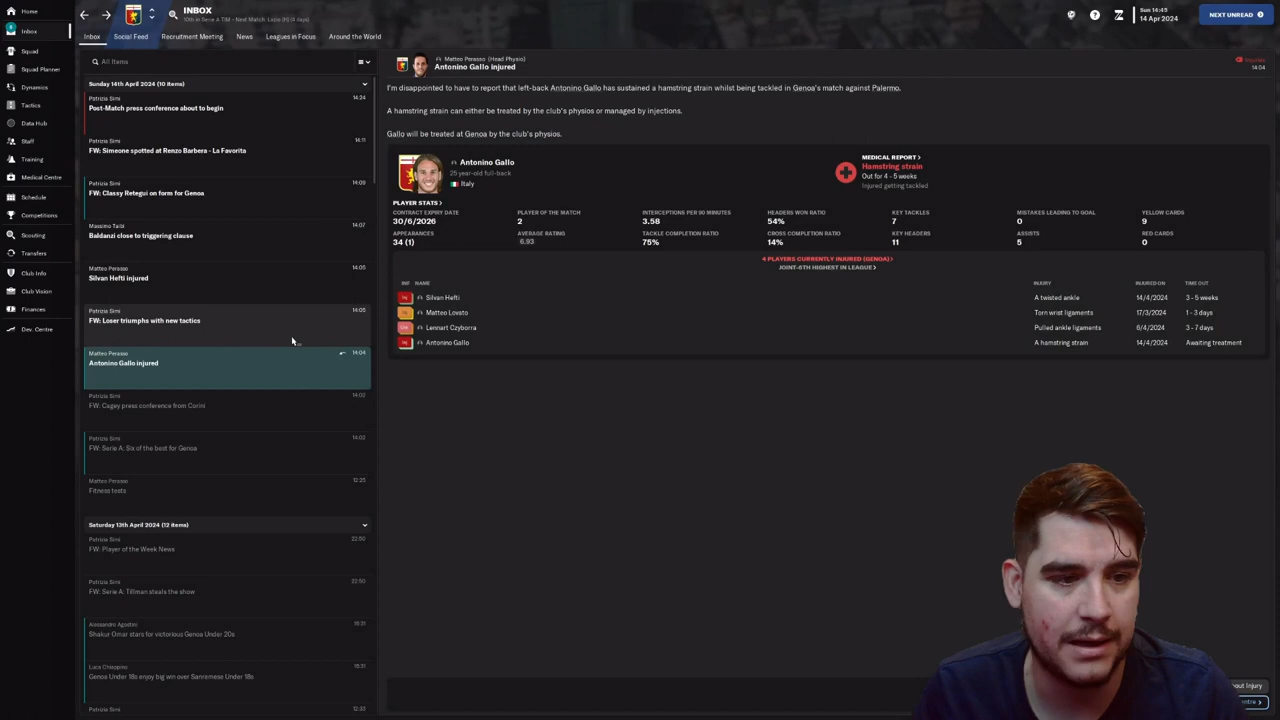 Home
Inbox
Squad
Squad Planner
Dynamics
Tactics
Data Hub
Staff
Training
Medical Centre
Schedule
Competitions
Scouting
Transfers
Club Info
Club Vision
Finances
Dev. Centre
INBOX
10th in Serie A TIM - Next Match: Lazio (H) (4 days)
Sun 14:45
14 Apr 2024
NEXT UNREAD
Inbox Social Feed Recruitment Meeting News Leagues in Focus Around the World
All Items
Sunday 14th April 2024 (10 Items)
Patrizia Simi 14:24
Post-Match press conference about to begin
Patrizia Simi 14:11
FW: Simeone spotted at Renzo Barbera - La Favorita
Patrizia Simi 14:09
FW: Classy Retegui on form for Genoa
Massimo Taibi 14:07
Baldanzi close to triggering clause
Matteo Perasso 14:05
Silvan Hefti injured
Patrizia Simi 14:05
FW: Loser triumphs with new tactics
Matteo Perasso 14:04
Antonino Gallo injured
Patrizia Simi 14:02
FW: Cagey press conference from Corini
Patrizia Simi 14:02
FW: Serie A: Six of the best for Genoa
Matteo Perasso 12:25
Fitness tests
Saturday 13th April 2024 (12 Items)
Patrizia Simi 22:50
FW: Player of the Week News
Patrizia Simi 22:50
FW: Serie A: Tillman steals the show
Alessandro Agostini 16:31
Shakur Omar stars for victorious Genoa Under 20s
Luca Chiappino 16:31
Genoa Under 18s enjoy big win over Sanremese Under 18s
Patrizia Simi 12:33
Matteo Perasso (Head Physio)
Antonino Gallo injured
Injuries
14:04
I'm disappointed to have to report that left-back Antonino Gallo has sustained a hamstring strain whilst being tackled in Genoa's match against Palermo.
A hamstring strain can either be treated by the club's physios or managed by injections.
Gallo will be treated at Genoa by the club's physios.
Antonino Gallo
25 year-old full-back
Italy
MEDICAL REPORT >
Hamstring strain
Out for 4 - 5 weeks
Injured getting tackled
PLAYER STATS >
CONTRACT EXPIRY DATE PLAYER OF THE MATCH INTERCEPTIONS PER 90 MINUTES HEADERS WON RATIO KEY TACKLES MISTAKES LEADING TO GOAL YELLOW CARDS
30/6/2026 2 3.58 54% 7 0 9
APPEARANCES AVERAGE RATING TACKLE COMPLETION RATIO CROSS COMPLETION RATIO KEY HEADERS ASSISTS RED CARDS
34 (1) 6.93 75% 14% 11 5 0
4 PLAYERS CURRENTLY INJURED (GENOA) >
JOINT-6TH HIGHEST IN LEAGUE >
INF NAME INJURY INJURED ON TIME OUT
Inj Silvan Hefti A twisted ankle 14/4/2024 3 - 5 weeks
Inj Matteo Lovato Torn wrist ligaments 17/3/2024 1 - 3 days
Lennart Czyborra Pulled ankle ligaments 6/4/2024 3 - 7 days
Inj Antonino Gallo A hamstring strain 14/4/2024 Awaiting treatment
out Injury
entre >